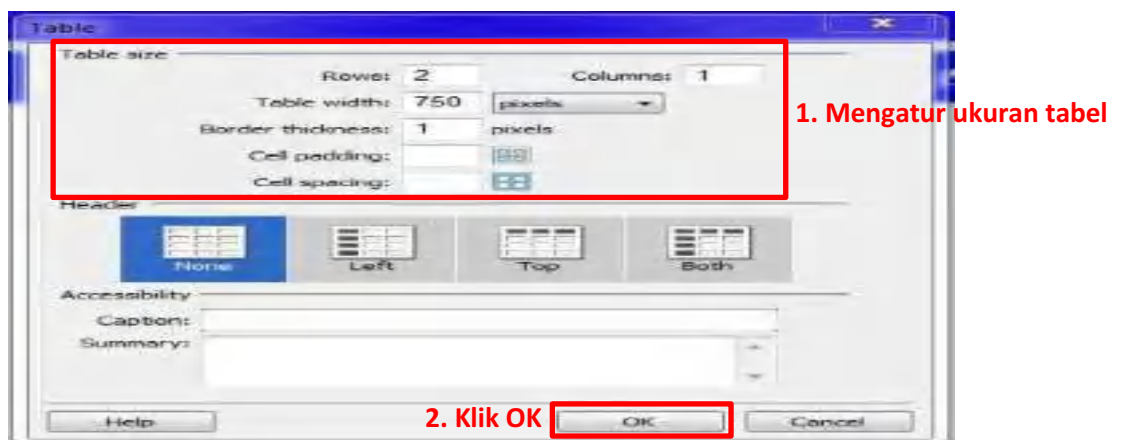 Table
Table size
Rows: 2 Columns: 1
Table width: 750 pixels
1. Mengatur ukuran tabel
Border thickness: 1 pixels
Cell padding:
Cell spacing:
Header
None Left Top Both
Accessibility
Caption:
Summary:
Help 2. Klik OK OK Cancel